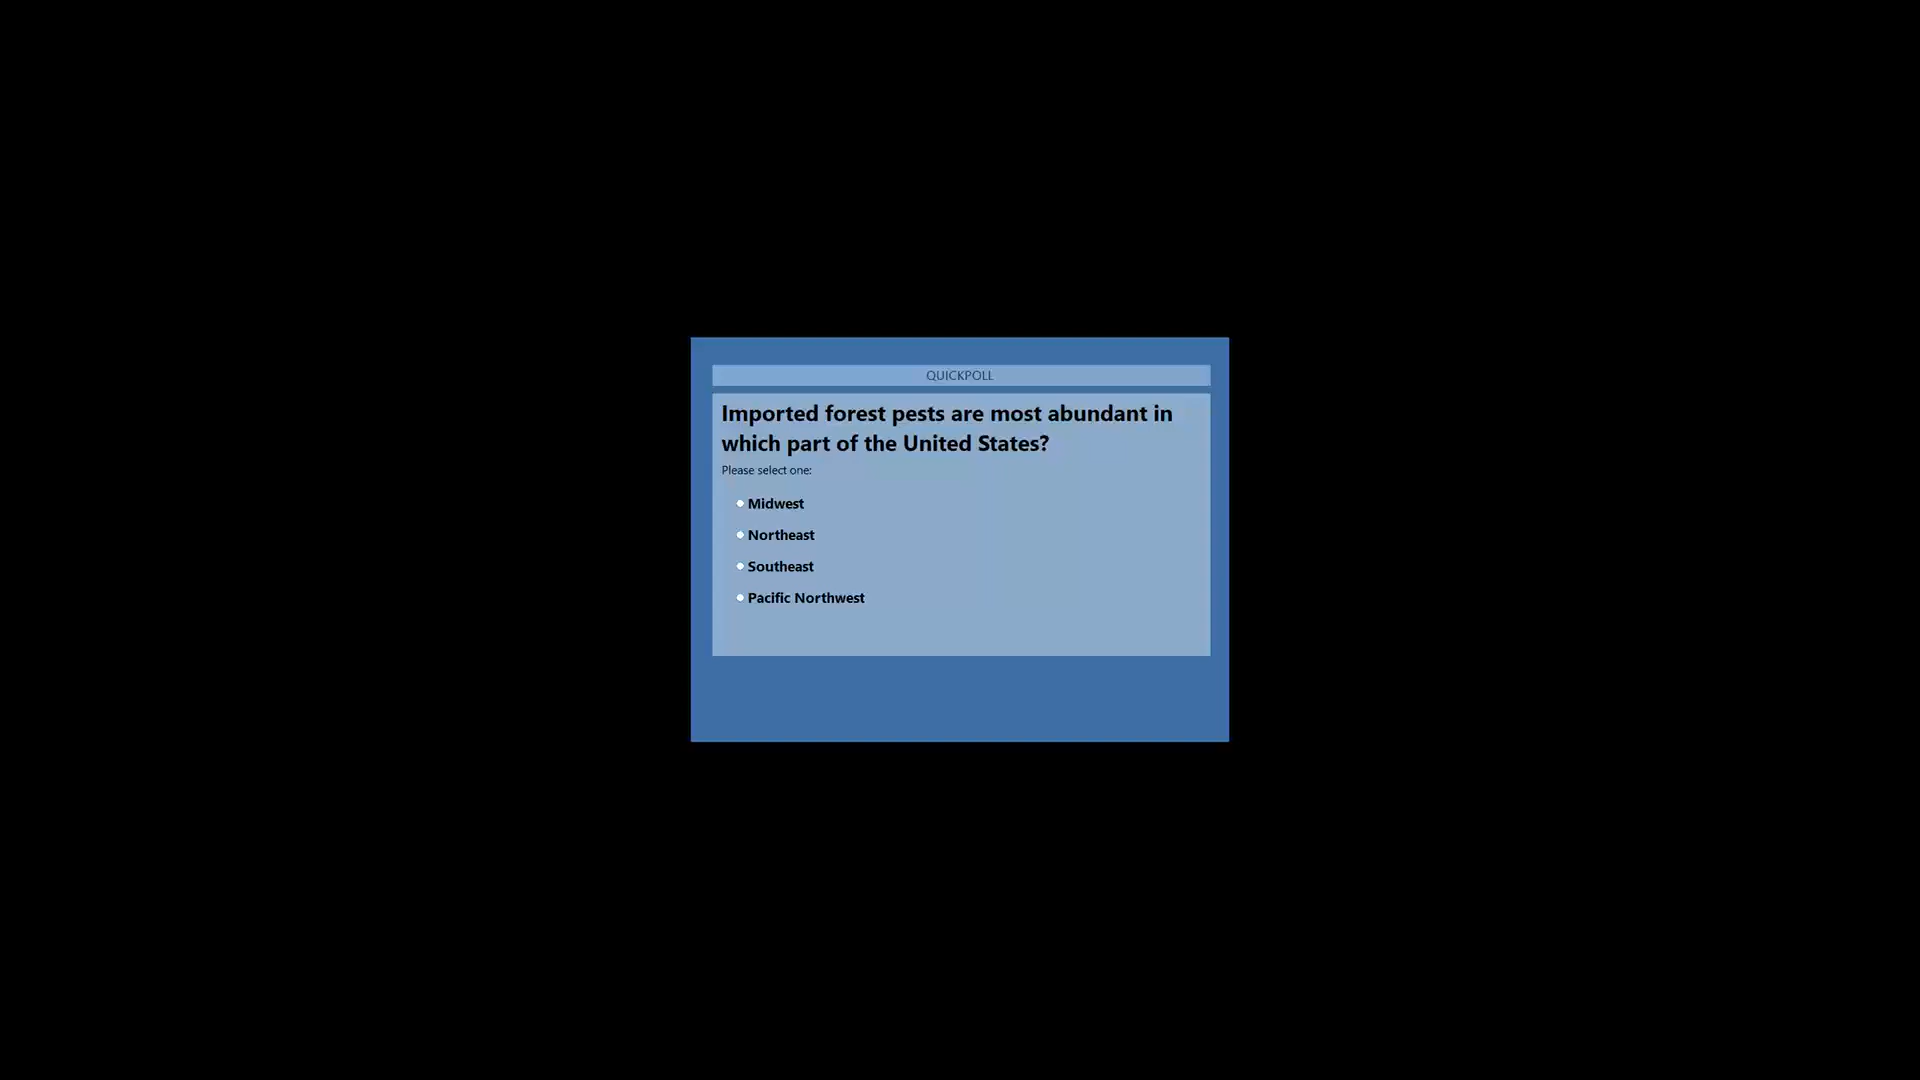 QUICKPOLL
Imported forest pests are most abundant in
which part of the United States?
Please select one:
Midwest
Northeast
Southeast
Pacific Northwest